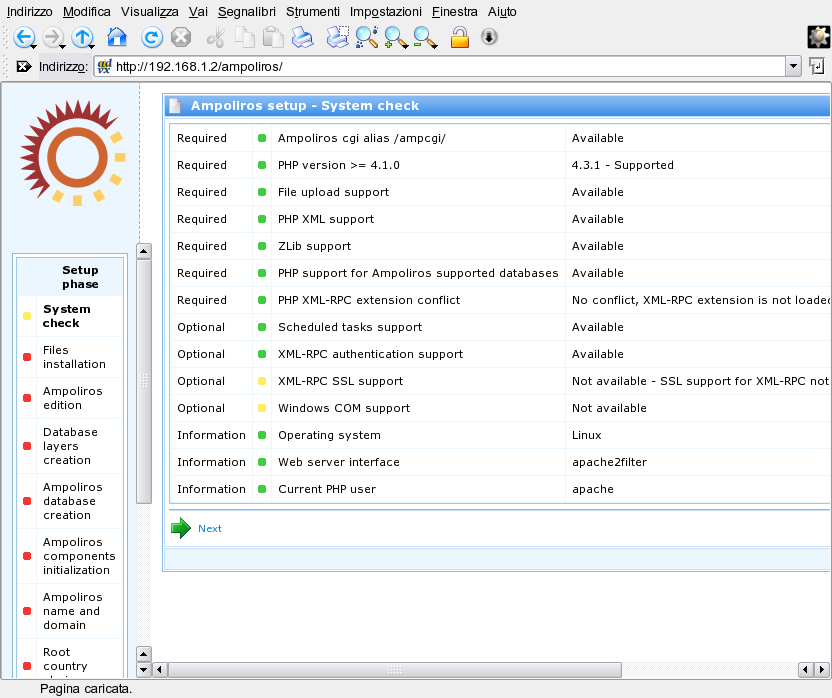 Indirizzo Modifica Visualizza Vai Segnalibri Strumenti Impostazioni Finestra Aiuto
Indirizzo: http://192.168.1.2/ampoliros/
Ampoliros setup - System check
Required Ampoliros cgi alias /ampcgi/ Available
Required PHP version >= 4.1.0 4.3.1 - Supported
Required File upload support Available
Required PHP XML support Available
Required ZLib support Available
Required PHP support for Ampoliros supported databases Available
Required PHP XML-RPC extension conflict No conflict, XML-RPC extension is not loaded
Optional Scheduled tasks support Available
Optional XML-RPC authentication support Available
Optional XML-RPC SSL support Not available - SSL support for XML-RPC not
Optional Windows COM support Not available
Information Operating system Linux
Information Web server interface apache2filter
Information Current PHP user apache
Next
Setup
phase
System
check
Files
installation
Ampoliros
edition
Database
layers
creation
Ampoliros
database
creation
Ampoliros
components
initialization
Ampoliros
name and
domain
Root
country
Pagina caricata.